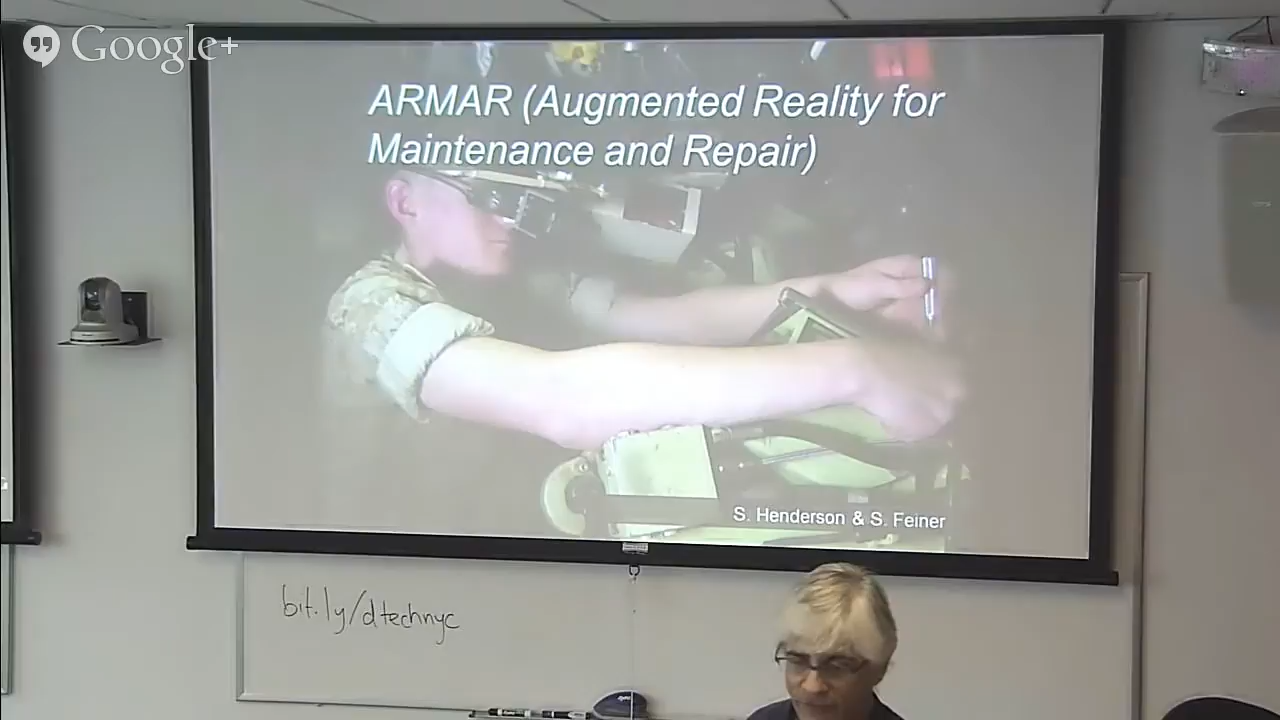 Google+
ARMAR (Augmented Reality for
Maintenance and Repair)
S. Henderson & S. Feiner
bit.ly/dtechnyc